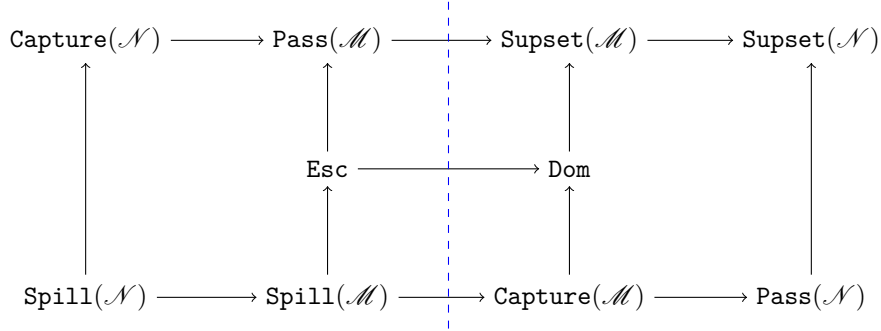 Capture(𝒩) Pass(ℳ) Supset(ℳ) Supset(𝒩)
Esc Dom
Spill(𝒩) Spill(ℳ) Capture(ℳ) Pass(𝒩)